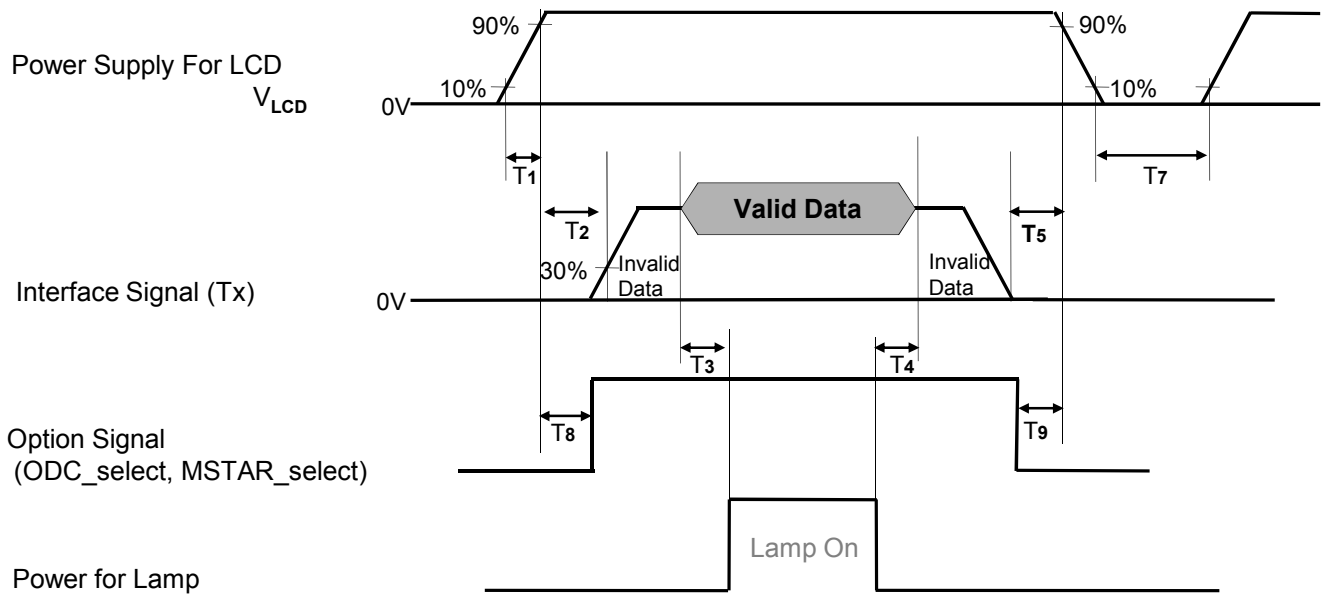 90%
90%
Power Supply For LCD
VLCD
10%
10%
0V
T1
T7
Valid Data
T2
T5
30%
Invalid
Data
Invalid
Data
Interface Signal (Tx)
0V
T3
T4
Option Signal
(ODC_select, MSTAR_select)
T8
T9
Lamp On
Power for Lamp